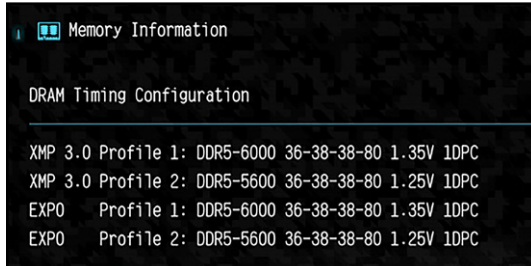 Memory Information
DRAM Timing Configuration
XMP 3.0 Profile 1: DDR5-6000 36-38-38-80 1.35V 1DPC
XMP 3.0 Profile 2: DDR5-5600 36-38-38-80 1.25V 1DPC
EXPO Profile 1: DDR5-6000 36-38-38-80 1.35V 1DPC
EXPO Profile 2: DDR5-5600 36-38-38-80 1.25V 1DPC